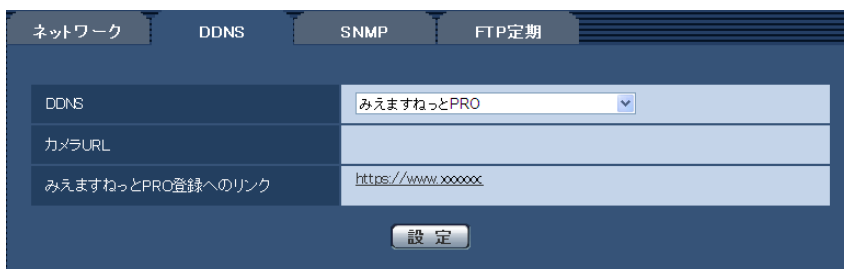 ネットワーク DDNS SNMP FTP定期
DDNS みえますねっとPRO
カメラURL
みえますねっとPRO登録へのリンク https://www.xxxxxx
設 定